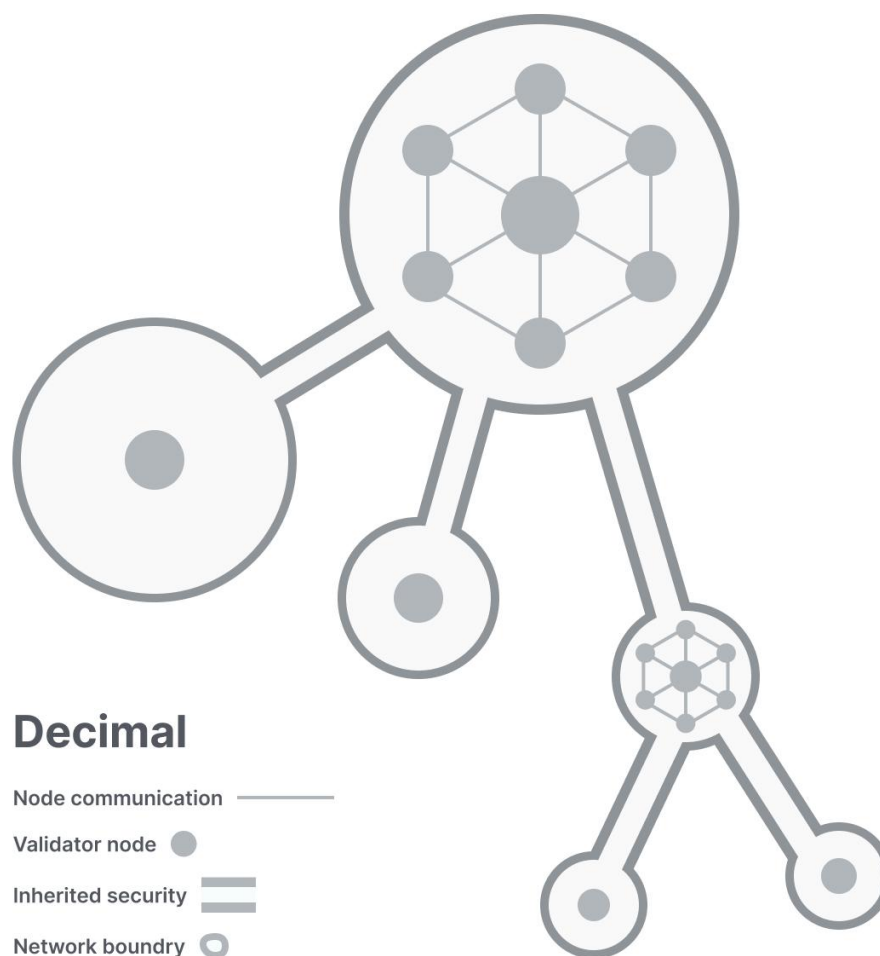 Decimal
Node communication
Validator node
Inherited security
Network boundry